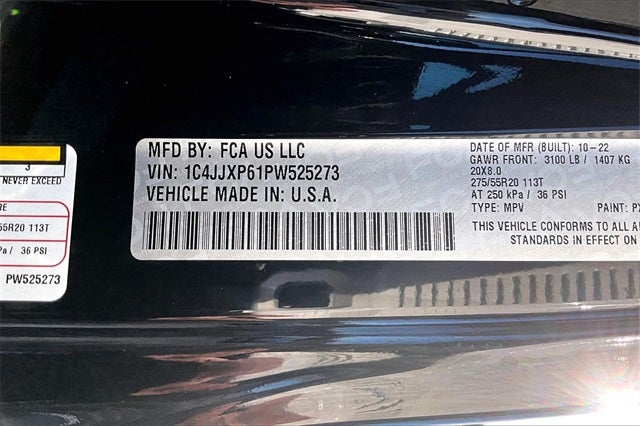 3
NEVER EXCEED
RE
55R20 113T
Pa / 36 PSI
PW525273
MFD BY: FCA US LLC
VIN: 1C4JJXP61PW525273
VEHICLE MADE IN: U.S.A.
DATE OF MFR (BUILT): 10-22
GAWR FRONT: 3100 LB / 1407 KG
20X8.0
275/55R20 113T
AT 250 kPa / 36 PSI
TYPE: MPV PAINT: PX
THIS VEHICLE CONFORMS TO ALL A
STANDARDS IN EFFECT ON